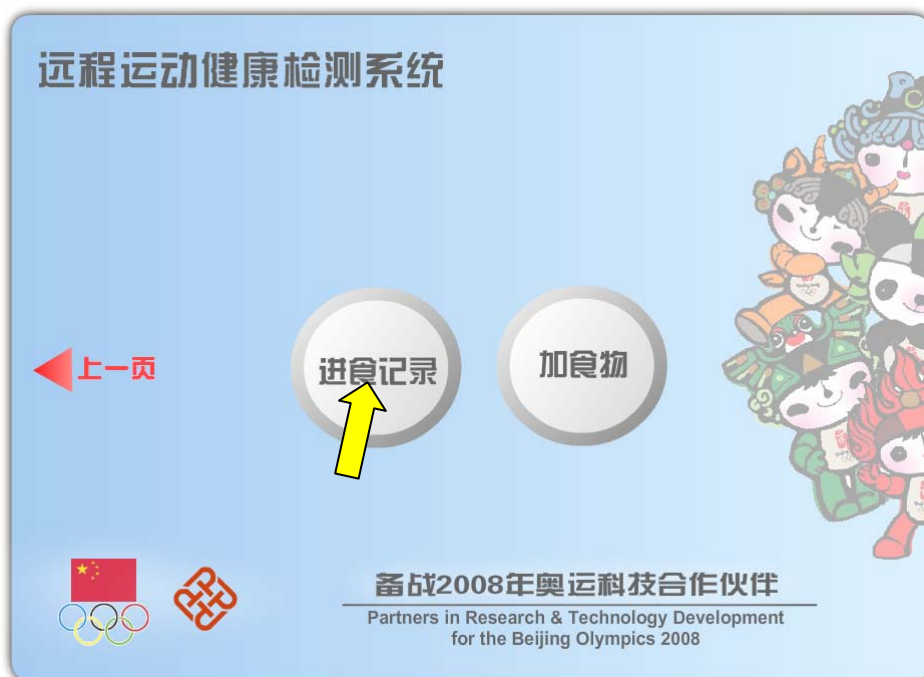 远程运动健康检测系统
上一页
进食记录
加食物
备战2008年奥运科技合作伙伴
Partners in Research & Technology Development
for the Beijing Olympics 2008